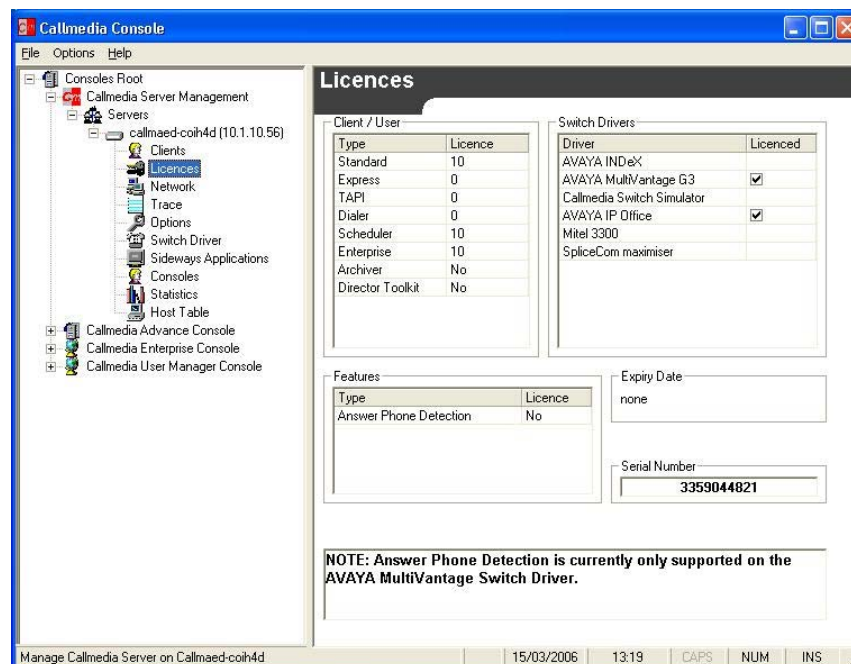 Callmedia Console
File Options Help
Consoles Root
Callmedia Server Management
Servers
callmaed-coih4d (10.1.10.56)
Clients
Licences
Network
Trace
Options
Switch Driver
Sideways Applications
Consoles
Statistics
Host Table
Callmedia Advance Console
Callmedia Enterprise Console
Callmedia User Manager Console
Licences
Client / User
Type Licence
Standard 10
Express 0
TAPI 0
Dialer 0
Scheduler 10
Enterprise 10
Archiver No
Director Toolkit No
Switch Drivers
Driver Licenced
AVAYA INDeX
AVAYA MultiVantage G3
Callmedia Switch Simulator
AVAYA IP Office
Mitel 3300
SpliceCom maximiser
Features
Type Licence
Answer Phone Detection No
Expiry Date
none
Serial Number
3359044821
NOTE: Answer Phone Detection is currently only supported on the
AVAYA MultiVantage Switch Driver.
Manage Callmedia Server on Callmaed-coih4d 15/03/2006 13:19 CAPS NUM INS